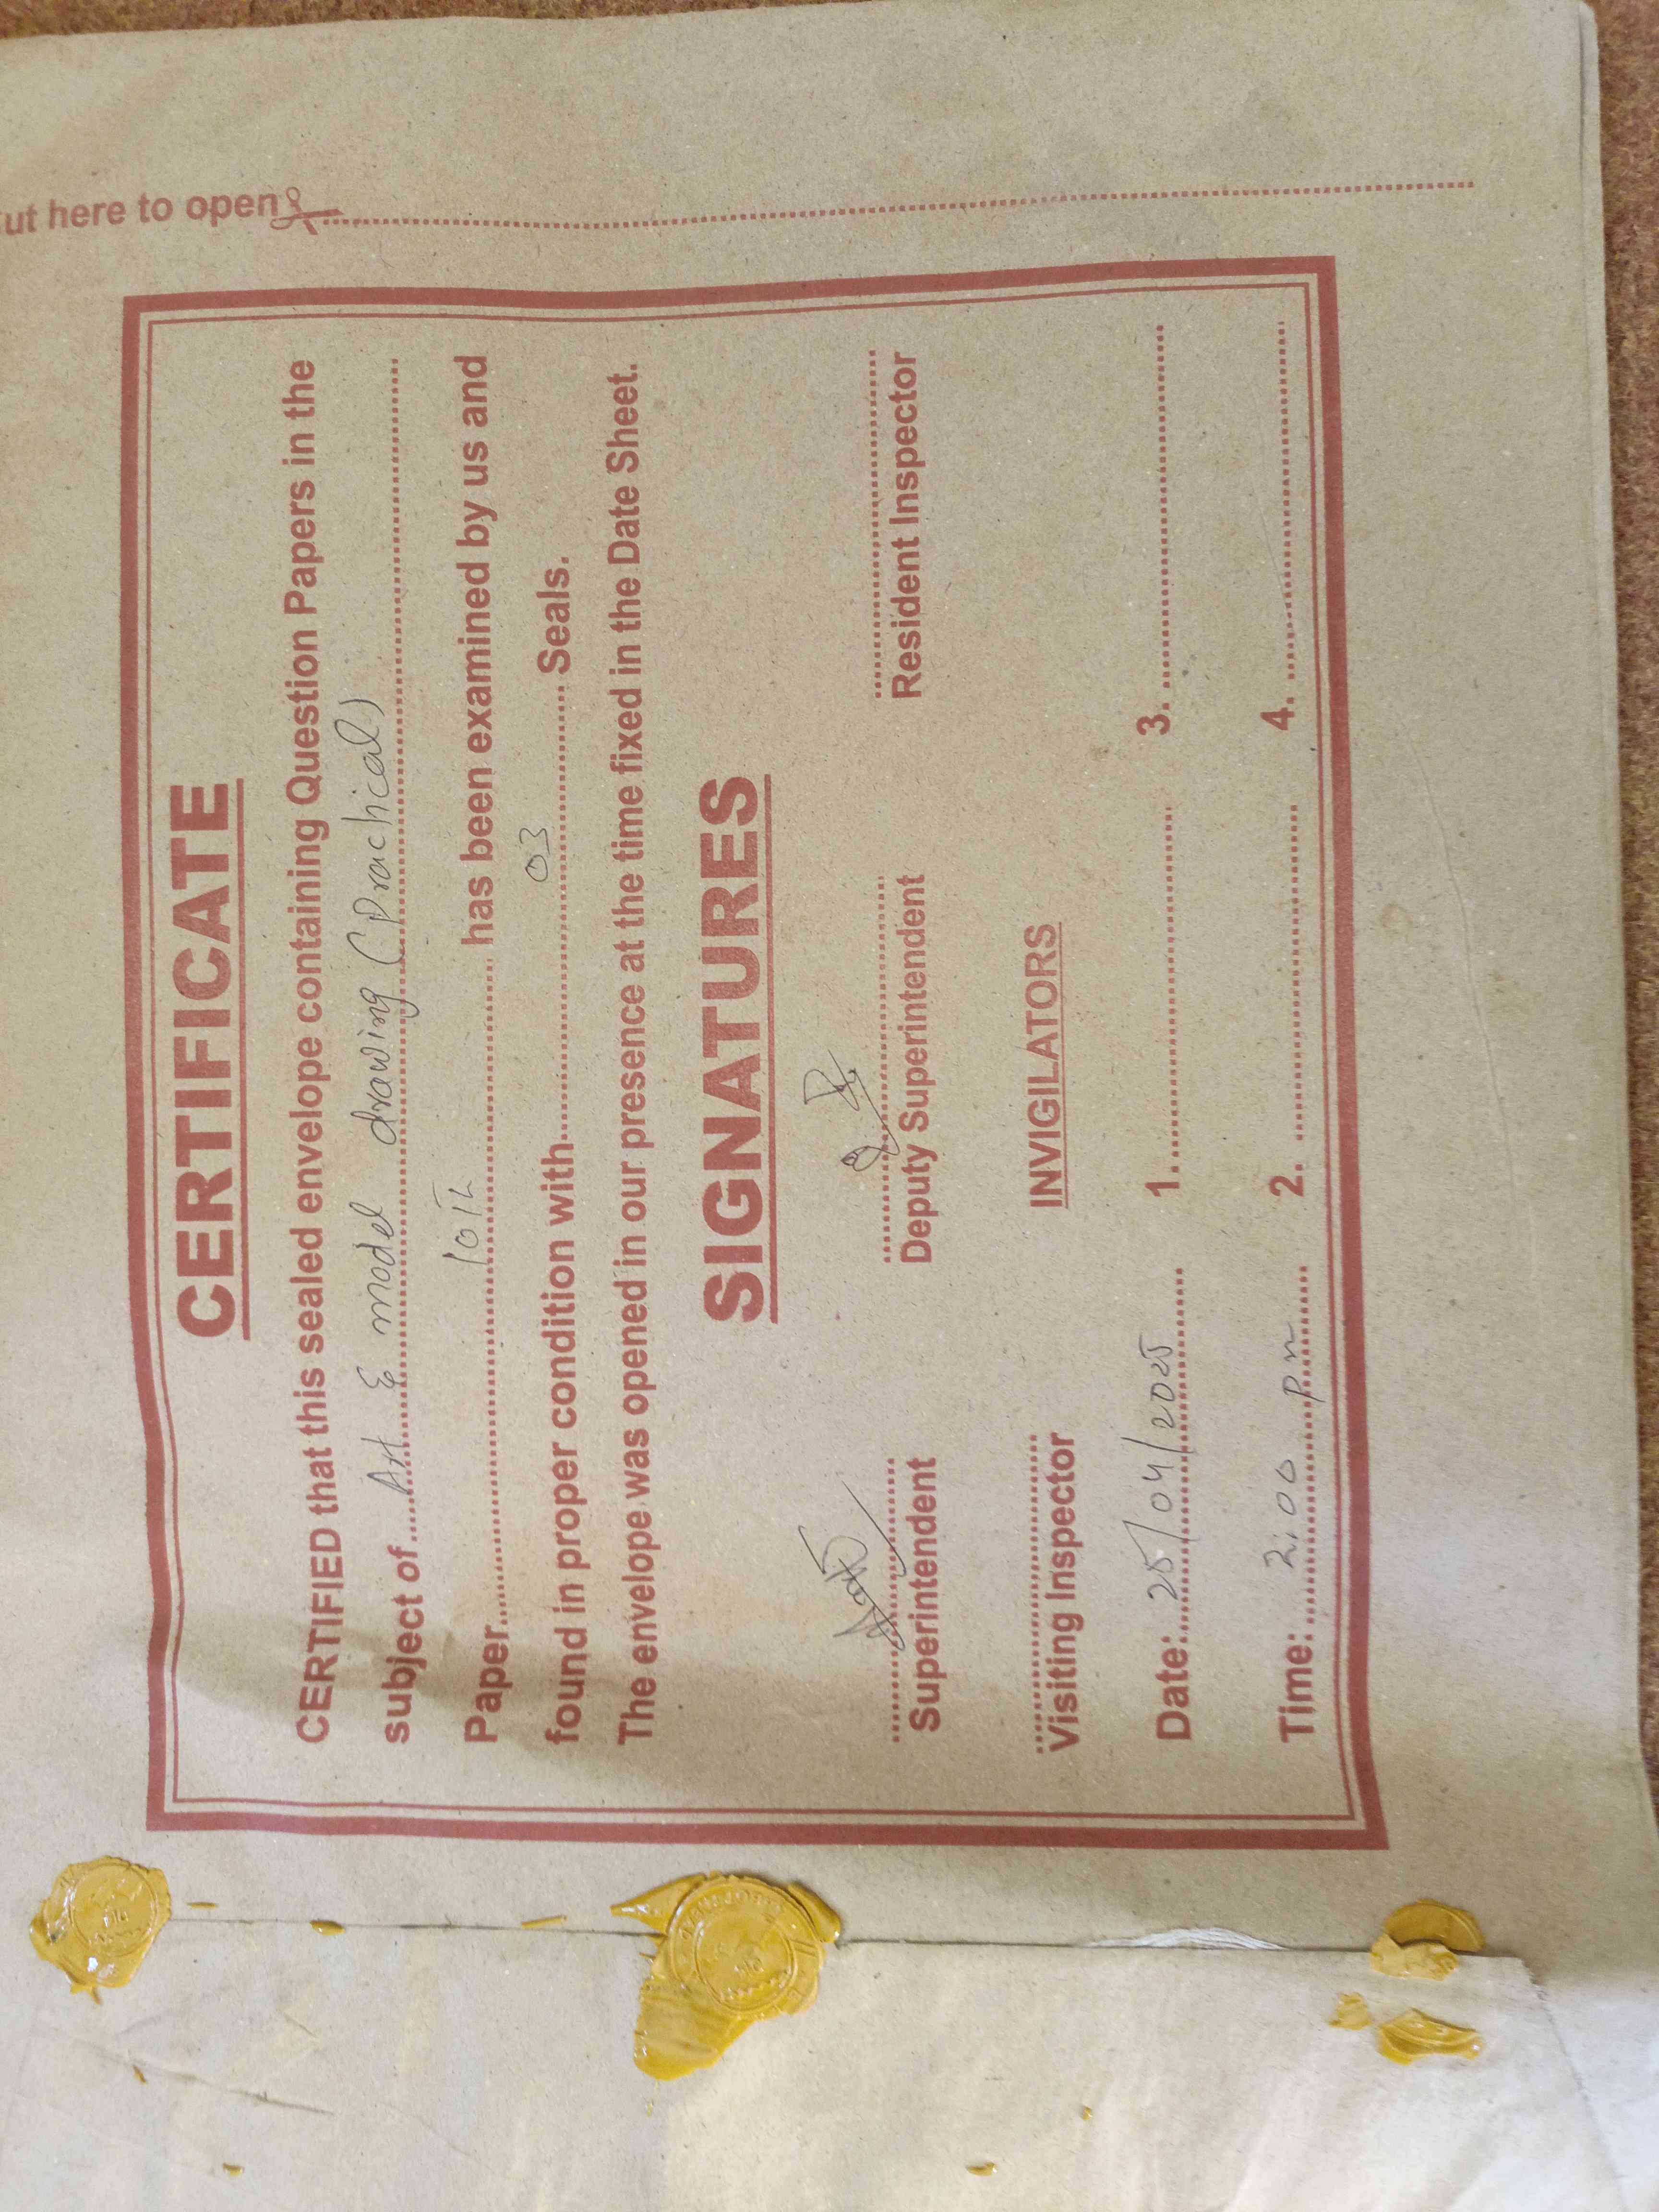 ut here to open
CERTIFICATE
CERTIFIED that this sealed envelope containing Question Papers in the
subject of Art & model drawing (practical)
Paper 10th has been examined by us and
found in proper condition with 03 Seals.
The envelope was opened in our presence at the time fixed in the Date Sheet.
SIGNATURES
Superintendent Deputy Superintendent Resident Inspector
Visiting Inspector INVIGILATORS
Date: 25/04/2025 1. 3.
Time: 2:00 p.m 2. 4.